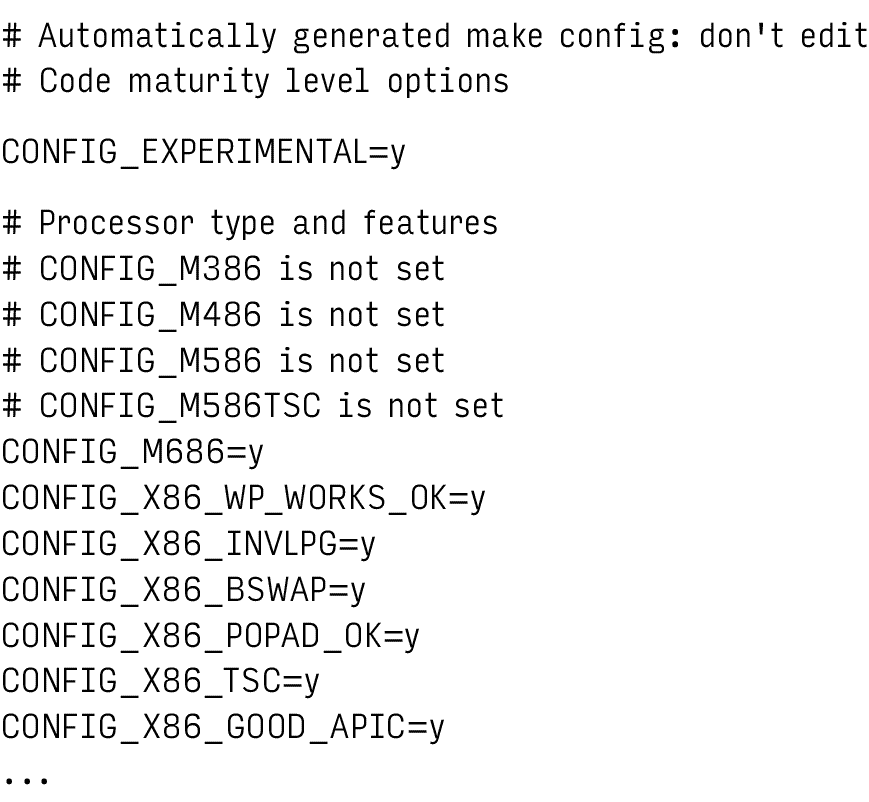 # Automatically generated make config: don't edit
# Code maturity level options
CONFIG_EXPERIMENTAL=y
# Processor type and features
# CONFIG_M386 is not set
# CONFIG_M486 is not set
# CONFIG_M586 is not set
# CONFIG_M586TSC is not set
CONFIG_M686=y
CONFIG_X86_WP_WORKS_OK=y
CONFIG_X86_INVLPG=y
CONFIG_X86_BSWAP=y
CONFIG_X86_POPAD_OK=y
CONFIG_X86_TSC=y
CONFIG_X86_GOOD_APIC=y
...